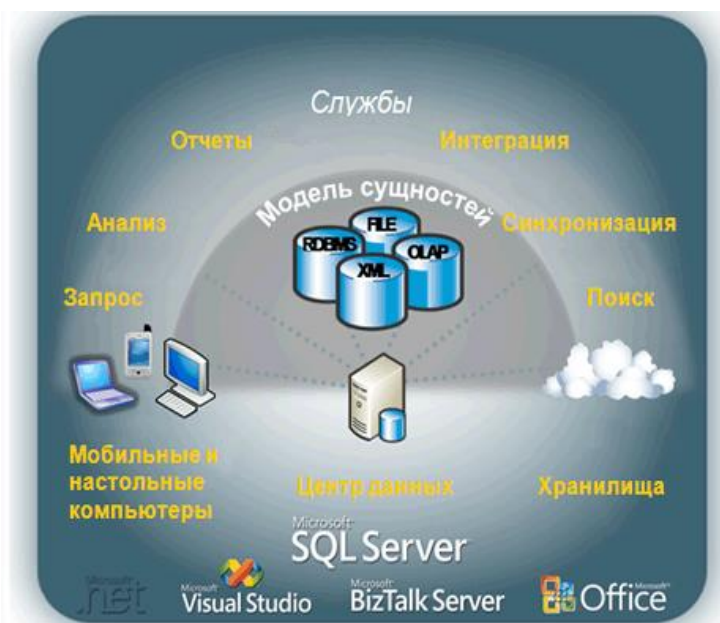 Службы
Отчеты
Интеграция
Модель сущностей
Анализ
Синхронизация
FILE
RDBMS
OLAP
XML
Запрос
Поиск
Мобильные и
настольные
компьютеры
Центр данных
Хранилища
Microsoft
SQL Server
Microsoft
.net
Microsoft
Visual Studio
Microsoft
BizTalk Server
Microsoft
Office